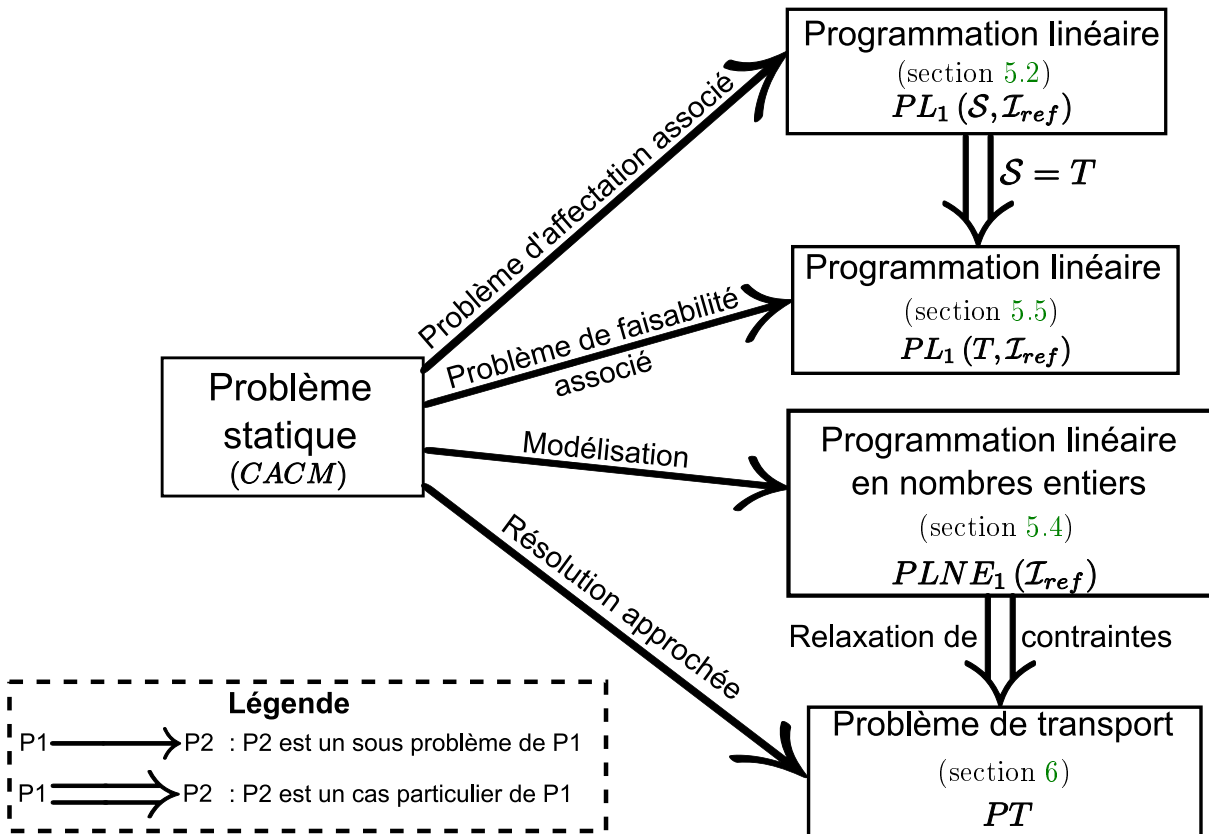 Programmation linéaire
(section 5.2)
PL₁ (𝒮, ℐ_ref)
𝒮 = T
Programmation linéaire
(section 5.5)
PL₁ (T, ℐ_ref)
Problème d'affectation associé
Problème de faisabilité
associé
Problème
statique
(CACM)
Modélisation
Programmation linéaire
en nombres entiers
(section 5.4)
PLNE₁ (ℐ_ref)
Résolution approchée
Relaxation de contraintes
Problème de transport
(section 6)
PT
Légende
P1 P2 : P2 est un sous problème de P1
P1 P2 : P2 est un cas particulier de P1